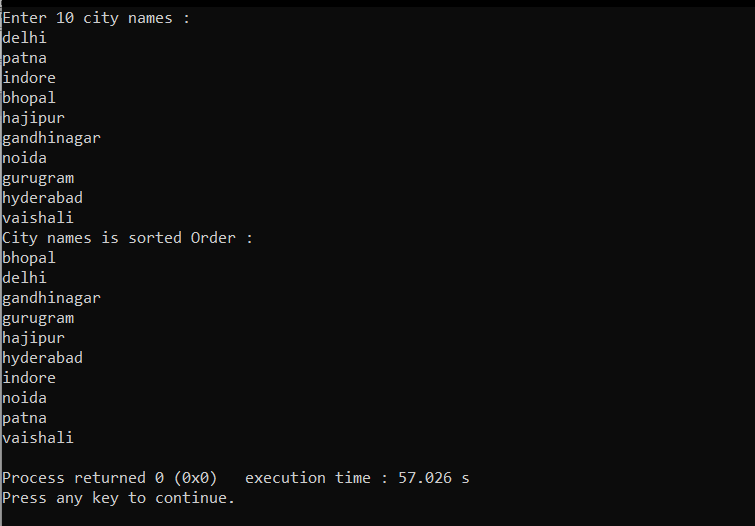 Enter 10 city names :
delhi
patna
indore
bhopal
hajipur
gandhinagar
noida
gurugram
hyderabad
vaishali
City names is sorted Order :
bhopal
delhi
gandhinagar
gurugram
hajipur
hyderabad
indore
noida
patna
vaishali
Process returned 0 (0x0)   execution time : 57.026 s
Press any key to continue.